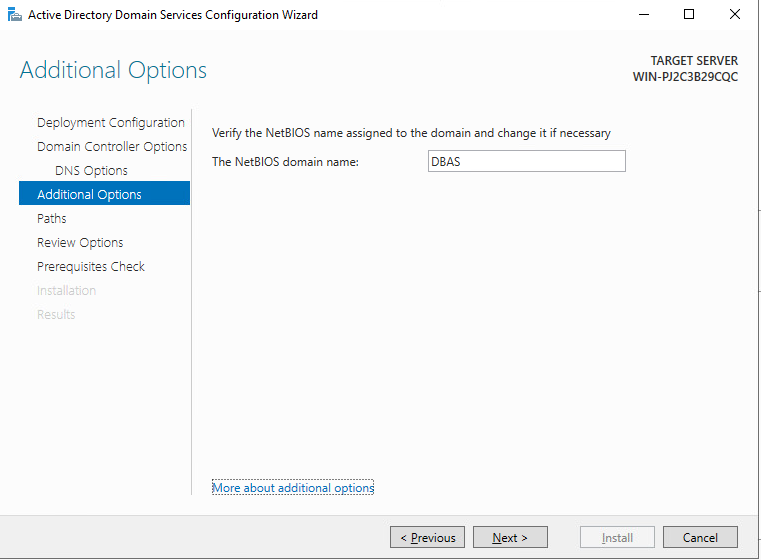 Active Directory Domain Services Configuration Wizard
Additional Options
TARGET SERVER
WIN-PJ2C3B29CQC
Deployment Configuration
Domain Controller Options
DNS Options
Additional Options
Paths
Review Options
Prerequisites Check
Installation
Results
Verify the NetBIOS name assigned to the domain and change it if necessary
The NetBIOS domain name: DBAS
More about additional options
< Previous Next > Install Cancel